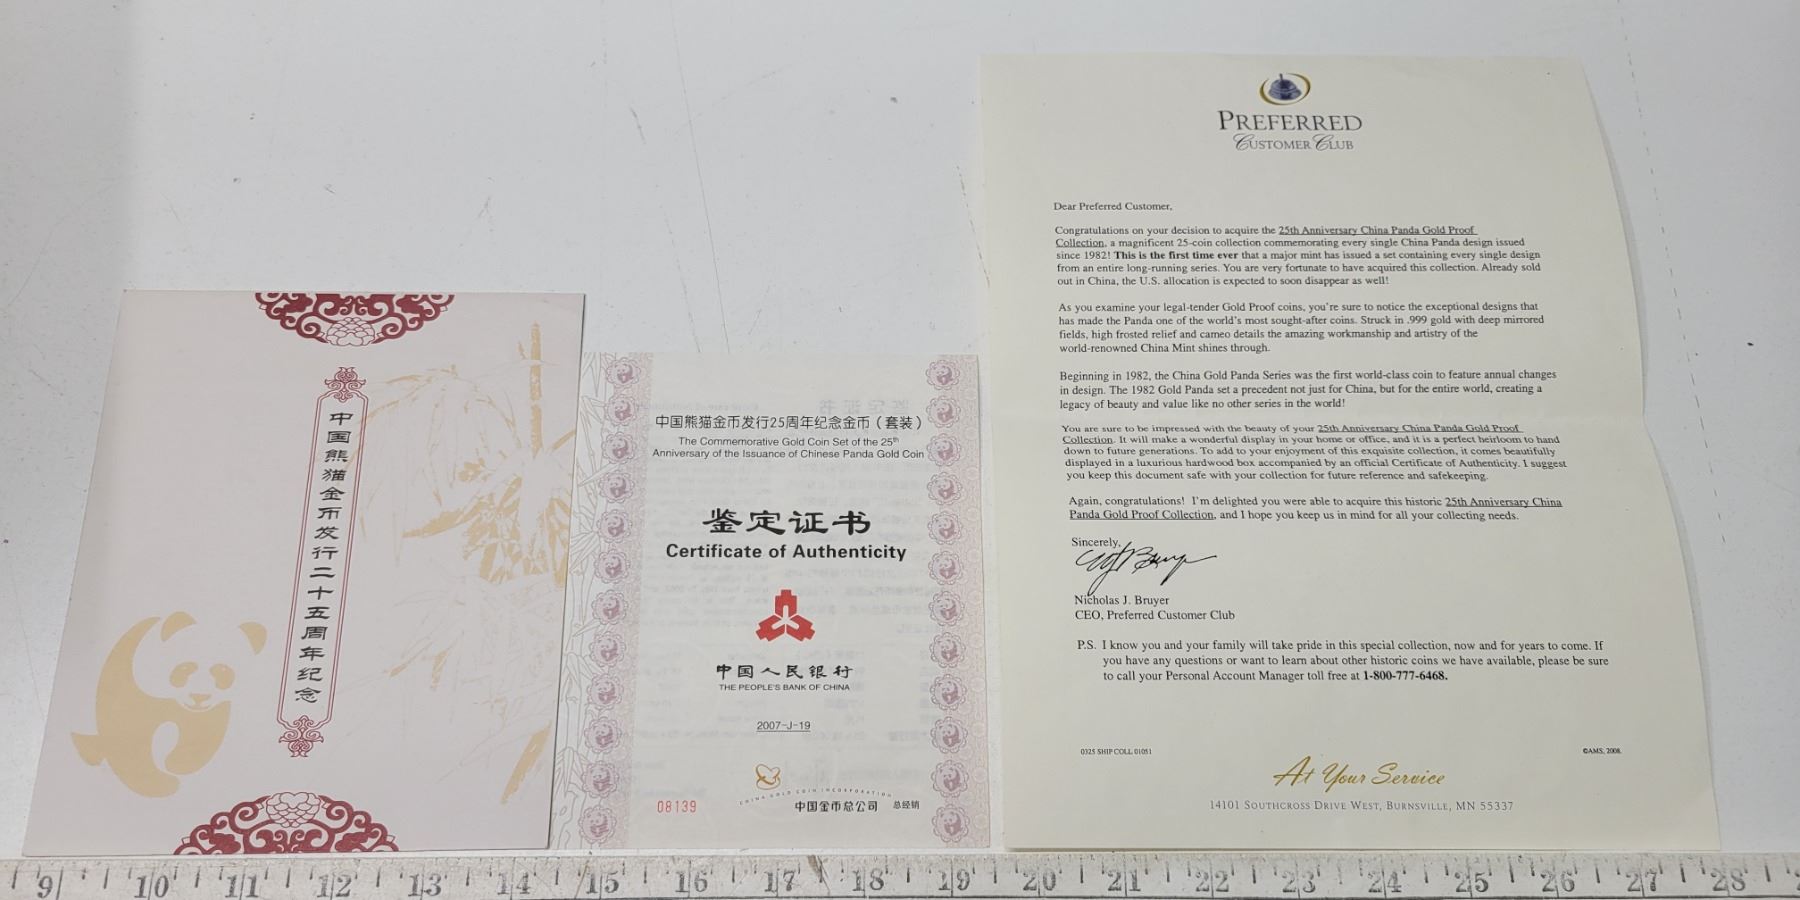 中国熊猫金币发行二十五周年纪念
中国熊猫金币发行25周年纪念金币（套装）
The Commemorative Gold Coin Set of the 25th
Anniversary of the Issuance of Chinese Panda Gold Coin
鉴定证书
Certificate of Authenticity
中国人民银行
THE PEOPLE'S BANK OF CHINA
2007-J-19
CHINA GOLD COIN INCORPORATION
08139
中国金币总公司 总经销
PREFERRED
CUSTOMER CLUB
Dear Preferred Customer,
Congratulations on your decision to acquire the 25th Anniversary China Panda Gold Proof
Collection, a magnificent 25-coin collection commemorating every single China Panda design issued
since 1982! This is the first time ever that a major mint has issued a set containing every single design
from an entire long-running series. You are very fortunate to have acquired this collection. Already sold
out in China, the U.S. allocation is expected to soon disappear as well!
As you examine your legal-tender Gold Proof coins, you're sure to notice the exceptional designs that
has made the Panda one of the world's most sought-after coins. Struck in .999 gold with deep mirrored
fields, high frosted relief and cameo details the amazing workmanship and artistry of the
world-renowned China Mint shines through.
Beginning in 1982, the China Gold Panda Series was the first world-class coin to feature annual changes
in design. The 1982 Gold Panda set a precedent not just for China, but for the entire world, creating a
legacy of beauty and value like no other series in the world!
You are sure to be impressed with the beauty of your 25th Anniversary China Panda Gold Proof
Collection. It will make a wonderful display in your home or office, and it is a perfect heirloom to hand
down to future generations. To add to your enjoyment of this exquisite collection, it comes beautifully
displayed in a luxurious hardwood box accompanied by an official Certificate of Authenticity. I suggest
you keep this document safe with your collection for future reference and safekeeping.
Again, congratulations! I'm delighted you were able to acquire this historic 25th Anniversary China
Panda Gold Proof Collection, and I hope you keep us in mind for all your collecting needs.
Sincerely,
Nicholas J. Bruyer
CEO, Preferred Customer Club
P.S. I know you and your family will take pride in this special collection, now and for years to come. If
you have any questions or want to learn about other historic coins we have available, please be sure
to call your Personal Account Manager toll free at 1-800-777-6468.
0325 SHIP COLL 01051
©AMS, 2008.
At Your Service
14101 SOUTHCROSS DRIVE WEST, BURNSVILLE, MN 55337
9 10 11 12 13 14 15 16 17 18 19 20 21 22 23 24 25 26 27 28